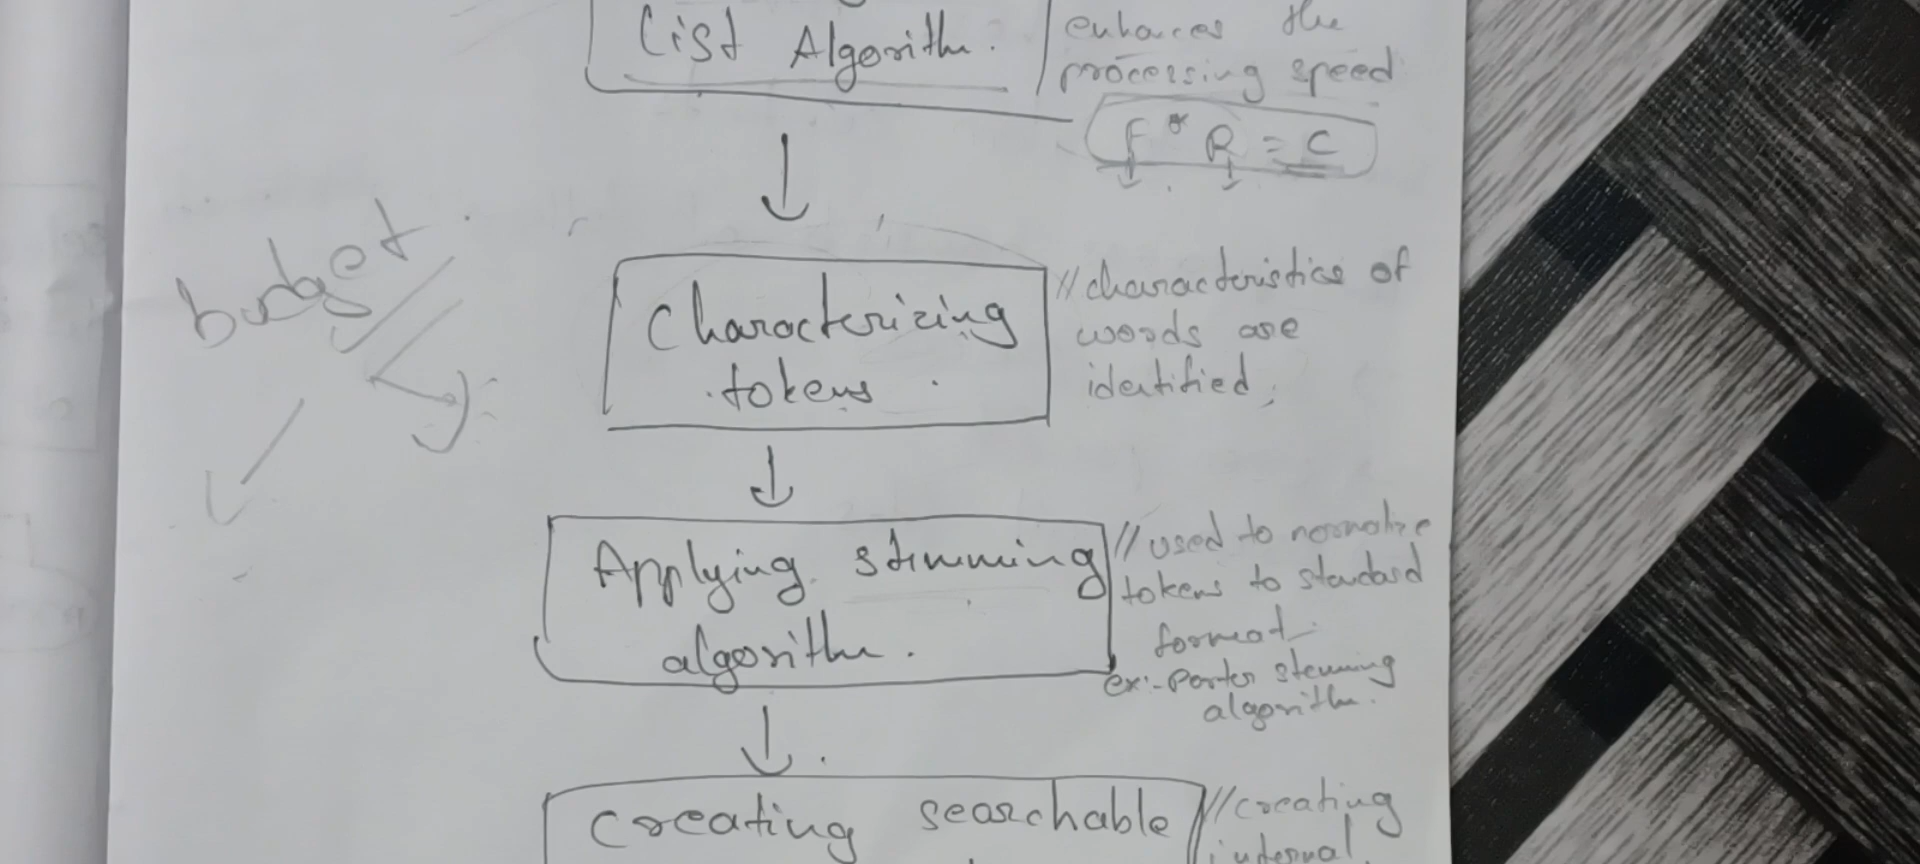 List Algorithm.
enhances the
processing speed
F * R = C
budget.
Characterizing
tokens.
// characteristics of
words are
identified,
Applying stemming
algorithm.
// used to normalize
tokens to standard
format.
ex:- Porter stemming
algorithm.
Creating searchable
// creating
internal